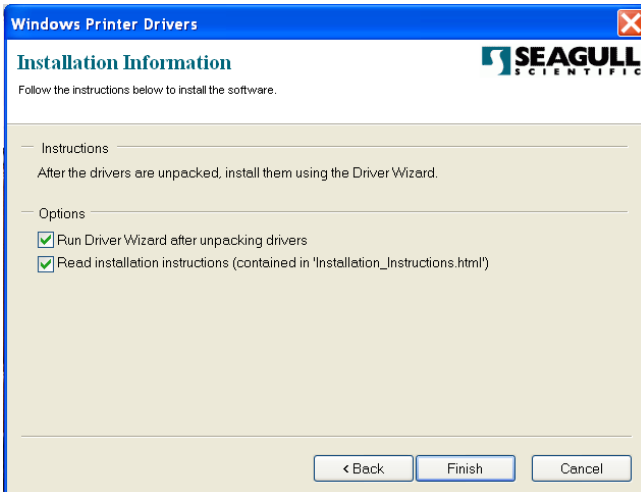 Windows Printer Drivers
Installation Information
SEAGULL
SCIENTIFIC
Follow the instructions below to install the software.
Instructions
After the drivers are unpacked, install them using the Driver Wizard.
Options
Run Driver Wizard after unpacking drivers
Read installation instructions (contained in 'Installation_Instructions.html')
< Back
Finish
Cancel